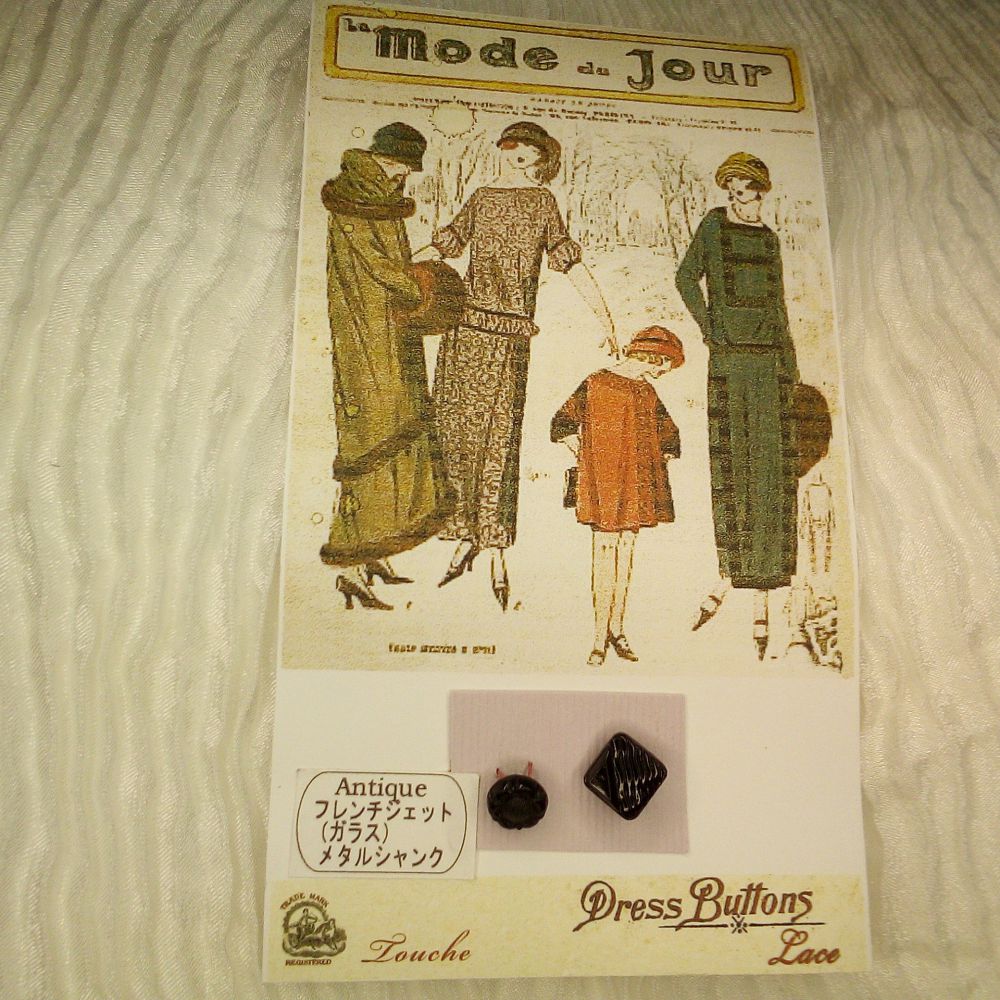 La Mode du Jour
Antique
フレンチジェット
(ガラス)
メタルシャンク
TRADE MARK
REGISTERED
Touche
Dress Buttons
Lace